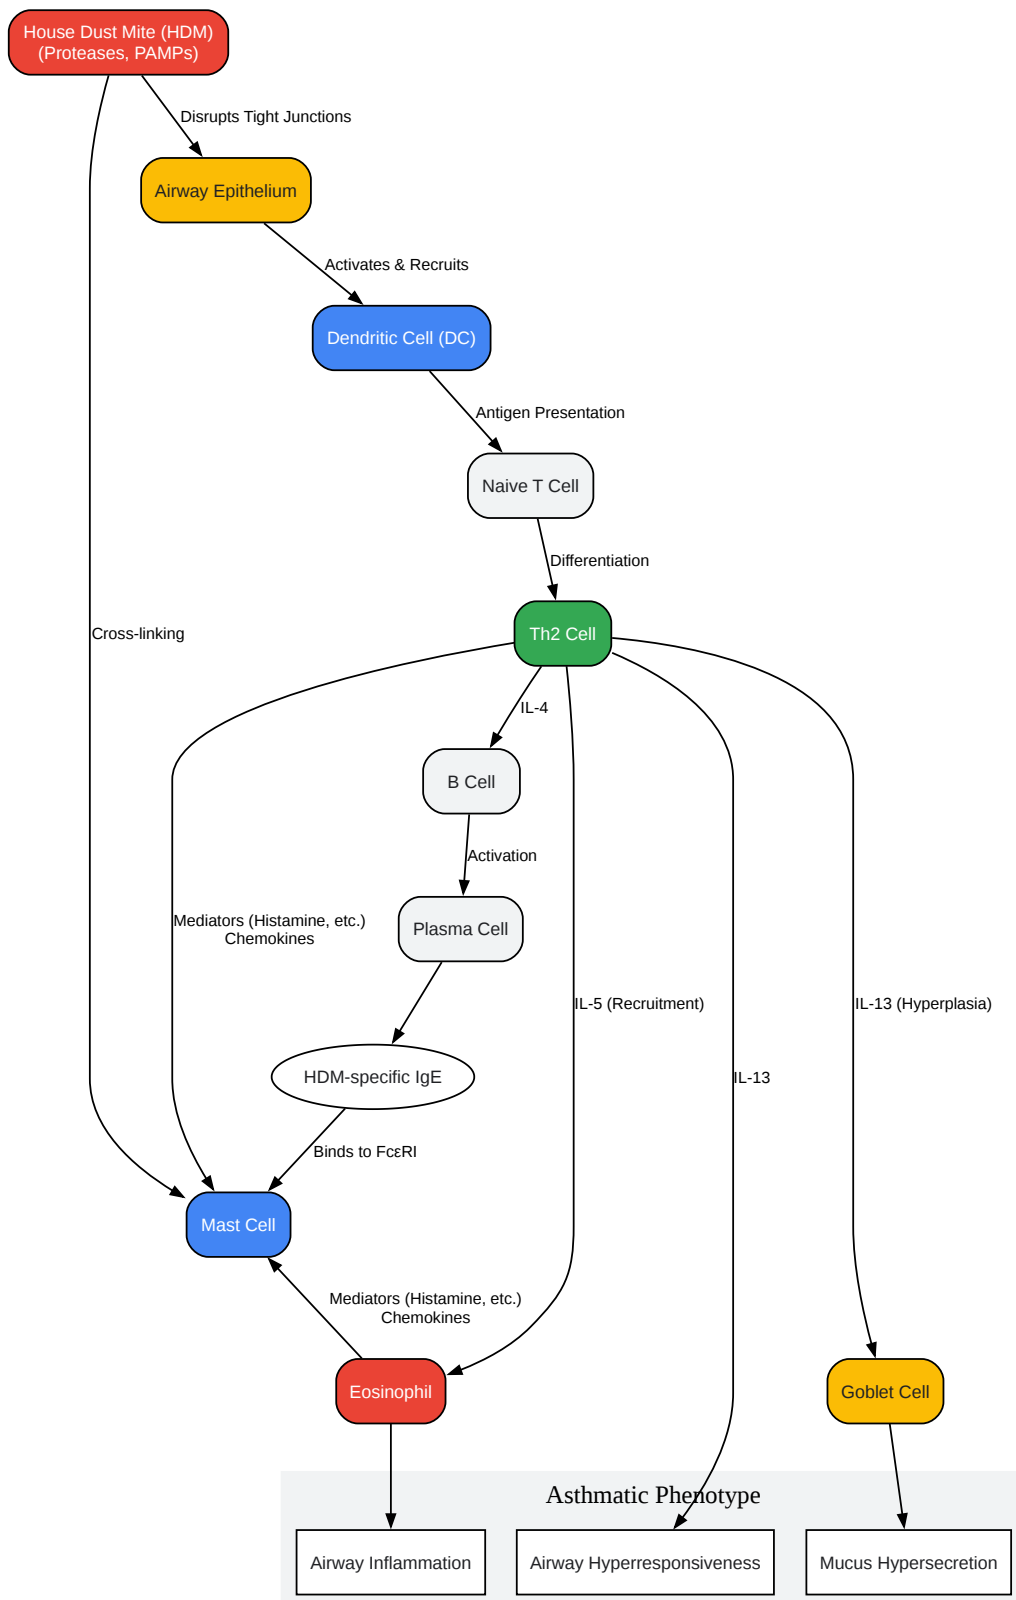 House Dust Mite (HDM)
(Proteases, PAMPs)
Disrupts Tight Junctions
Airway Epithelium
Activates & Recruits
Dendritic Cell (DC)
Antigen Presentation
Naive T Cell
Differentiation
Cross-linking
Th2 Cell
IL-4
B Cell
Activation
Mediators (Histamine, etc.)
Chemokines
Plasma Cell
IL-5 (Recruitment)
IL-13 (Hyperplasia)
HDM-specific IgE
IL-13
Binds to FcεRI
Mast Cell
Mediators (Histamine, etc.)
Chemokines
Eosinophil
Goblet Cell
Asthmatic Phenotype
Airway Inflammation
Airway Hyperresponsiveness
Mucus Hypersecretion